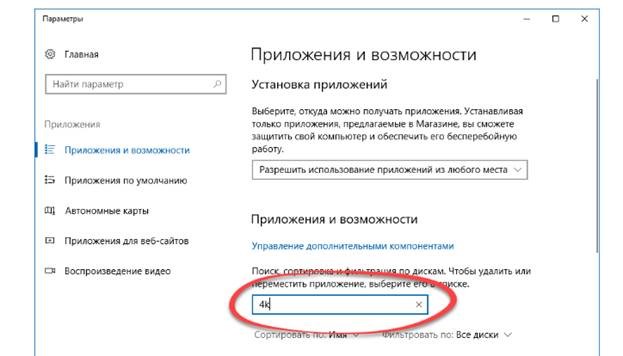 Параметры
Главная
Найти параметр
Приложения
Приложения и возможности
Приложения по умолчанию
Автономные карты
Приложения для веб-сайтов
Воспроизведение видео
Приложения и возможности
Установка приложений
Выберите, откуда можно получать приложения. Устанавливая
только приложения, предлагаемые в Магазине, вы сможете
защитить свой компьютер и обеспечить его бесперебойную
работу.
Разрешить использование приложений из любого места
Приложения и возможности
Управление дополнительными компонентами
Поиск, сортировка и фильтрация по дискам. Чтобы удалить или
переместить приложение, выберите его в списке.
4k
Сортировать по: Имя Фильтровать по: Все диски